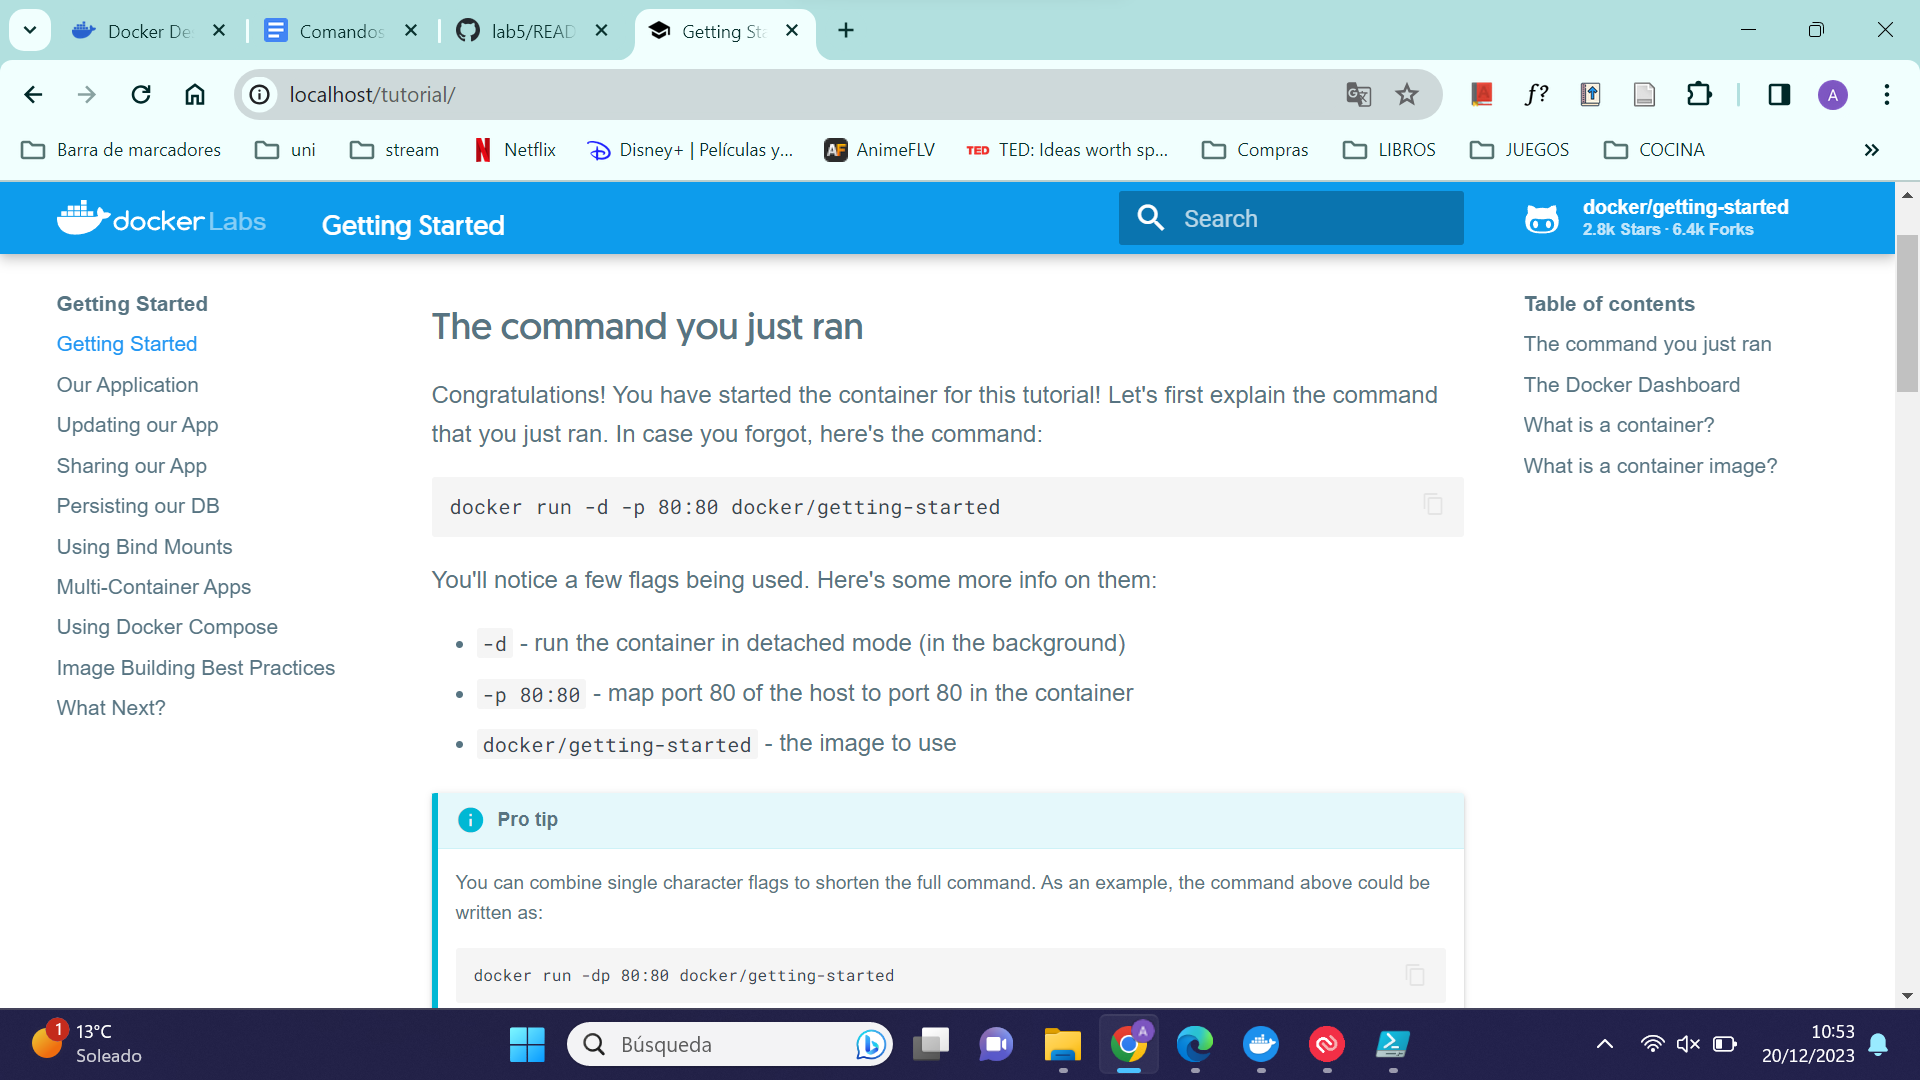 Docker De
Comandos
lab5/READ
Getting Sta
localhost/tutorial/
A
Barra de marcadores
uni
stream
Netflix
Disney+ | Películas y...
AF
AnimeFLV
TED
TED: Ideas worth sp...
Compras
LIBROS
JUEGOS
COCINA
docker Labs
Getting Started
Search
docker/getting-started
2.8k Stars · 6.4k Forks
Getting Started
Getting Started
Our Application
Updating our App
Sharing our App
Persisting our DB
Using Bind Mounts
Multi-Container Apps
Using Docker Compose
Image Building Best Practices
What Next?
The command you just ran
Congratulations! You have started the container for this tutorial! Let's first explain the command
that you just ran. In case you forgot, here's the command:
docker run -d -p 80:80 docker/getting-started
You'll notice a few flags being used. Here's some more info on them:
-d - run the container in detached mode (in the background)
-p 80:80 - map port 80 of the host to port 80 in the container
docker/getting-started - the image to use
Pro tip
You can combine single character flags to shorten the full command. As an example, the command above could be
written as:
docker run -dp 80:80 docker/getting-started
Table of contents
The command you just ran
The Docker Dashboard
What is a container?
What is a container image?
1
13°C
Soleado
Búsqueda
A
10:53
20/12/2023